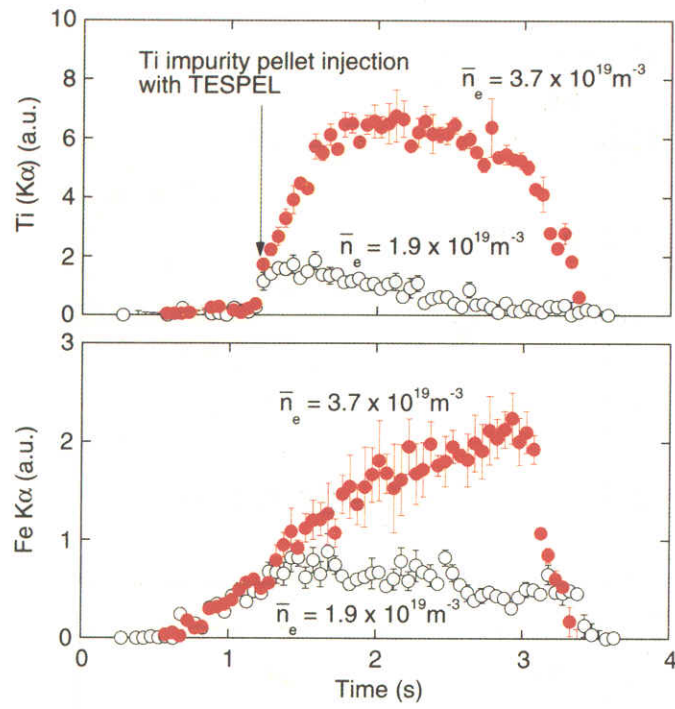 10
8
6
4
2
0
Ti (Kα) (a.u.)
Ti impurity pellet injection
with TESPEL
n̅e = 3.7 x 10¹⁹m⁻³
n̅e = 1.9 x 10¹⁹m⁻³
3
2
1
0
Fe Kα (a.u.)
n̅e = 3.7 x 10¹⁹m⁻³
n̅e = 1.9 x 10¹⁹m⁻³
0 1 2 3 4
Time (s)